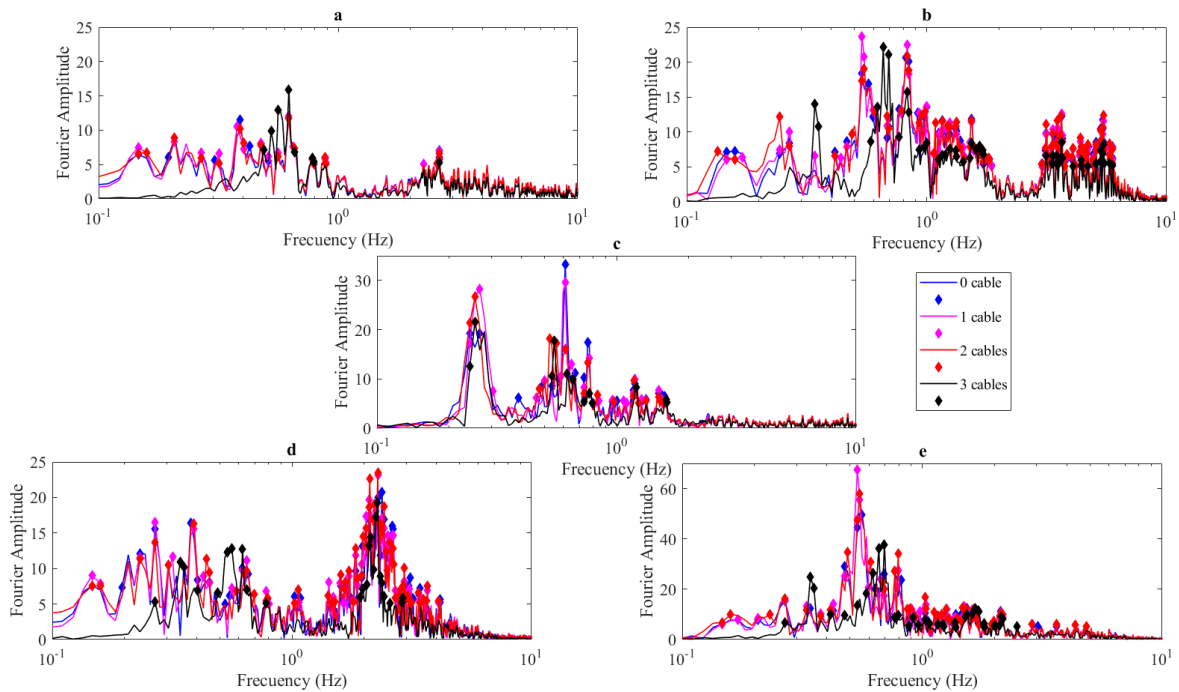 a
25
20
15
10
5
0
Fourier Amplitude
10^-1
10^0
10^1
Frecuency (Hz)
b
25
20
15
10
5
0
Fourier Amplitude
10^-1
10^0
10^1
Frecuency (Hz)
c
30
20
10
0
Fourier Amplitude
10^-1
10^0
10^1
Frecuency (Hz)
0 cable
1 cable
2 cables
3 cables
d
25
20
15
10
5
0
Fourier Amplitude
10^-1
10^0
10^1
Frecuency (Hz)
e
60
40
20
0
Fourier Amplitude
10^-1
10^0
10^1
Frecuency (Hz)